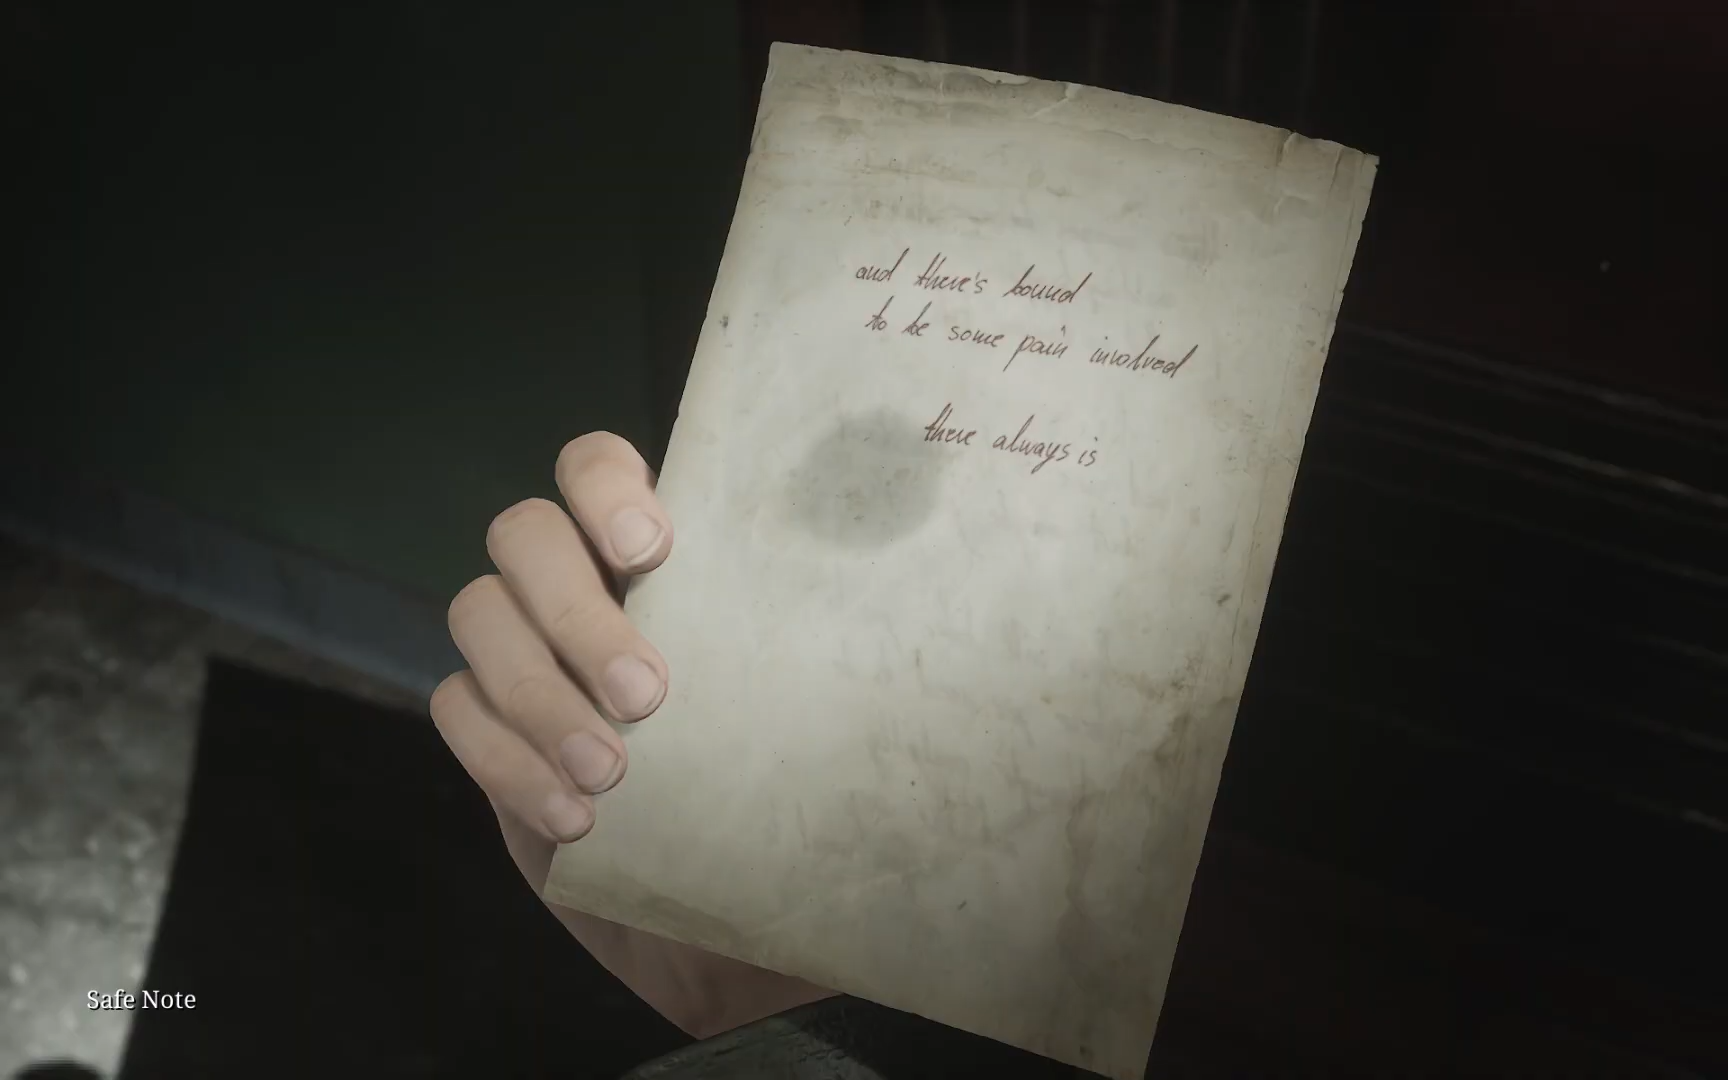 and there's bound
to be some pain involved
there always is
Safe Note